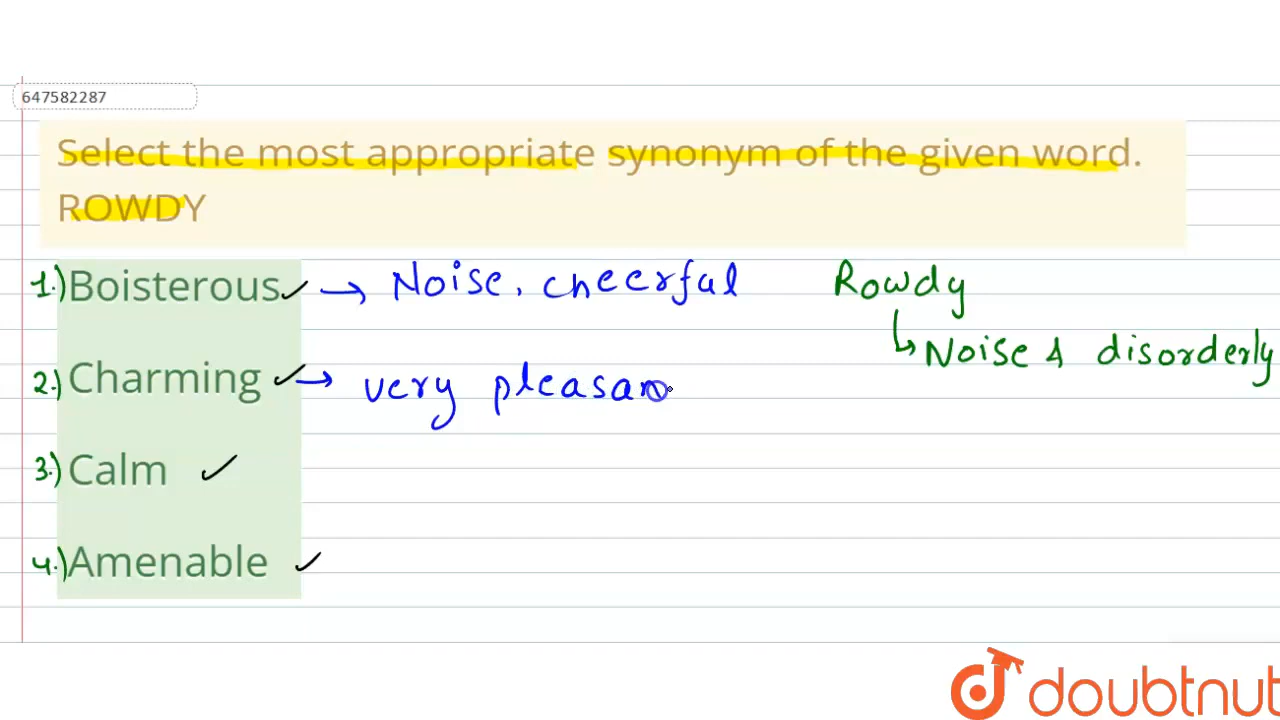 647582287
Select the most appropriate synonym of the given word.
ROWDY
1.) Boisterous ✓ → Noise, cheerful
Rowdy
↳ Noise & disorderly
2.) Charming ✓ → very pleasan
3.) Calm ✓
4.) Amenable ✓
doubtnut